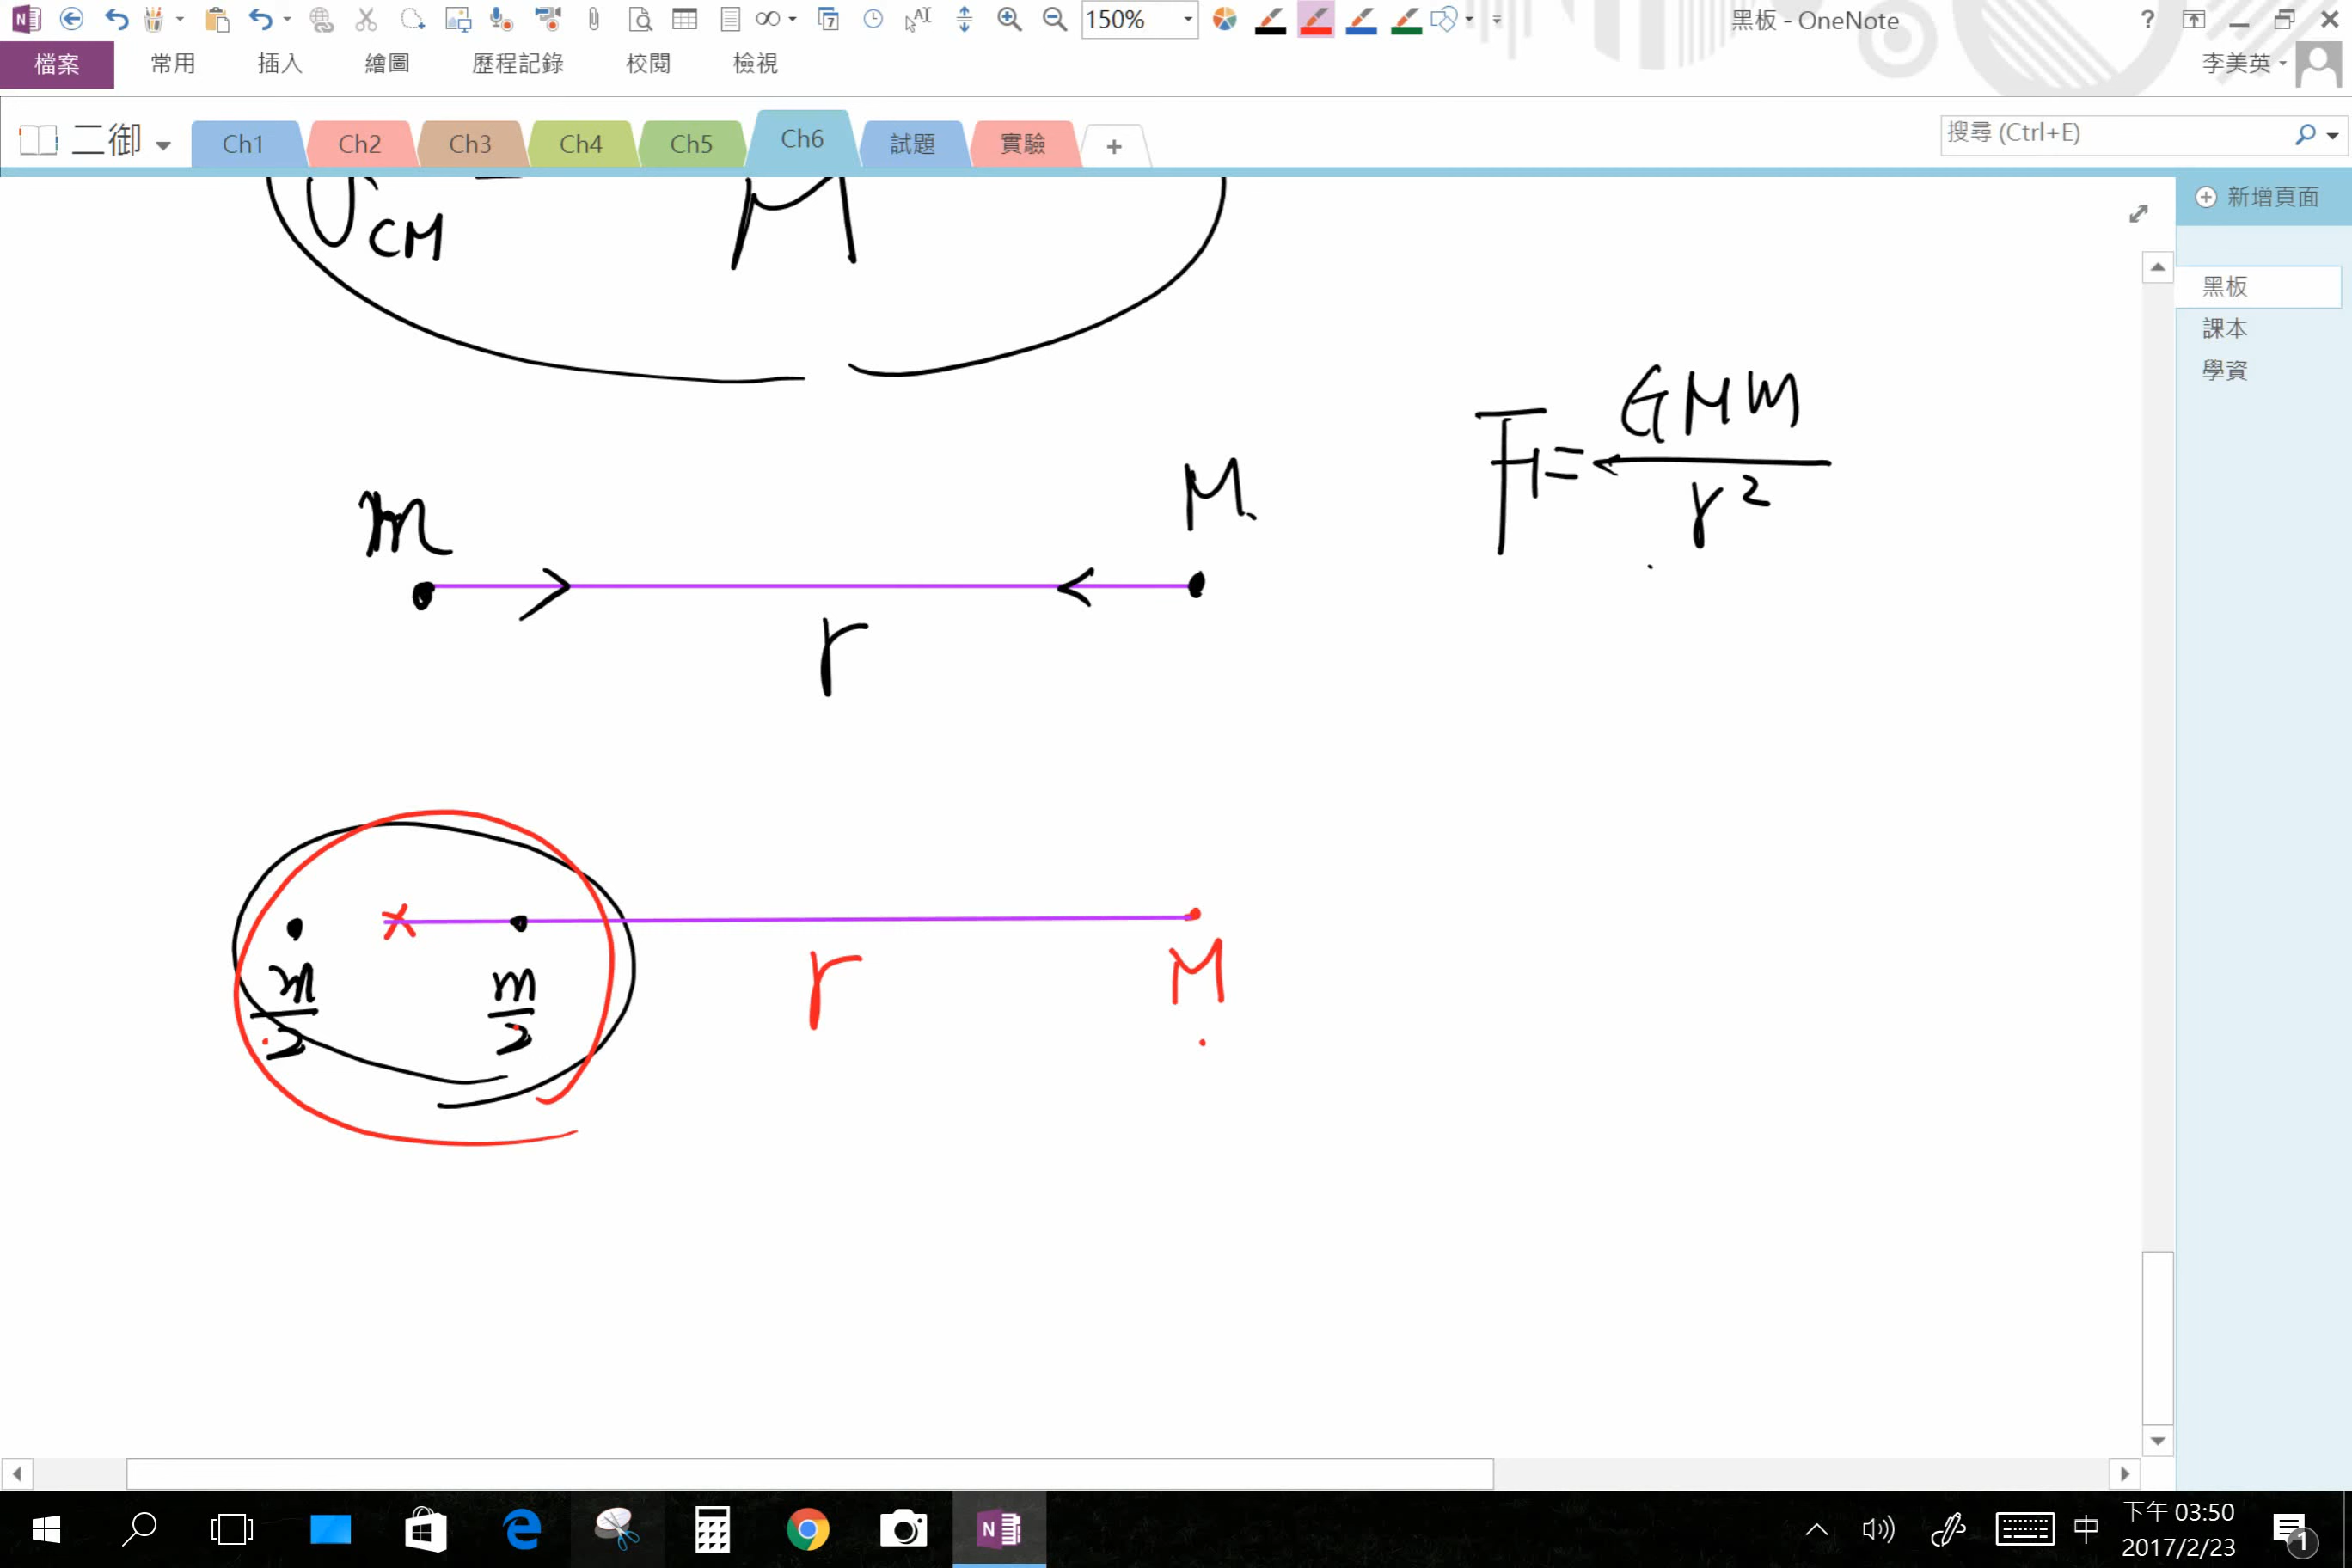 150%
黑板 - OneNote
?
檔案 常用 插入 繪圖 歷程記錄 校閱 檢視
李美英
二御 Ch1 Ch2 Ch3 Ch4 Ch5 Ch6 試題 實驗 +
搜尋 (Ctrl+E)
新增頁面
黑板
課本
學資
CM M
F = GMm / r²
m M
r
m/2 m/2 r M
中
下午 03:50
2017/2/23
1